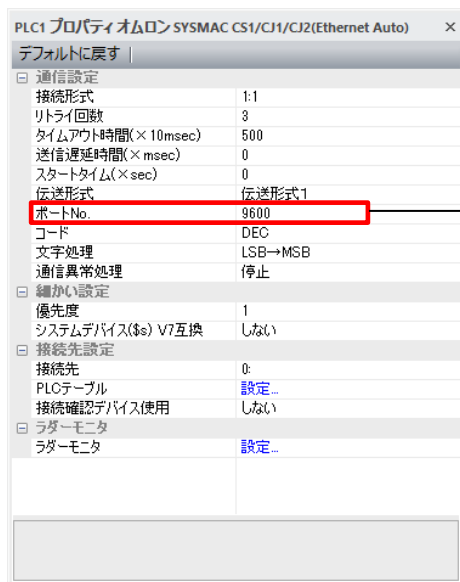 PLC1 プロパティ オムロン SYSMAC CS1/CJ1/CJ2(Ethernet Auto) ×
デフォルトに戻す
通信設定
接続形式 1:1
リトライ回数 3
タイムアウト時間(×10msec) 500
送信遅延時間(×msec) 0
スタートタイム(×sec) 0
伝送形式 伝送形式1
ポートNo. 9600
コード DEC
文字処理 LSB→MSB
通信異常処理 停止
細かい設定
優先度 1
システムデバイス($s) V7互換 しない
接続先設定
接続先 0:
PLCテーブル 設定...
接続確認デバイス使用 しない
ラダーモニタ
ラダーモニタ 設定...